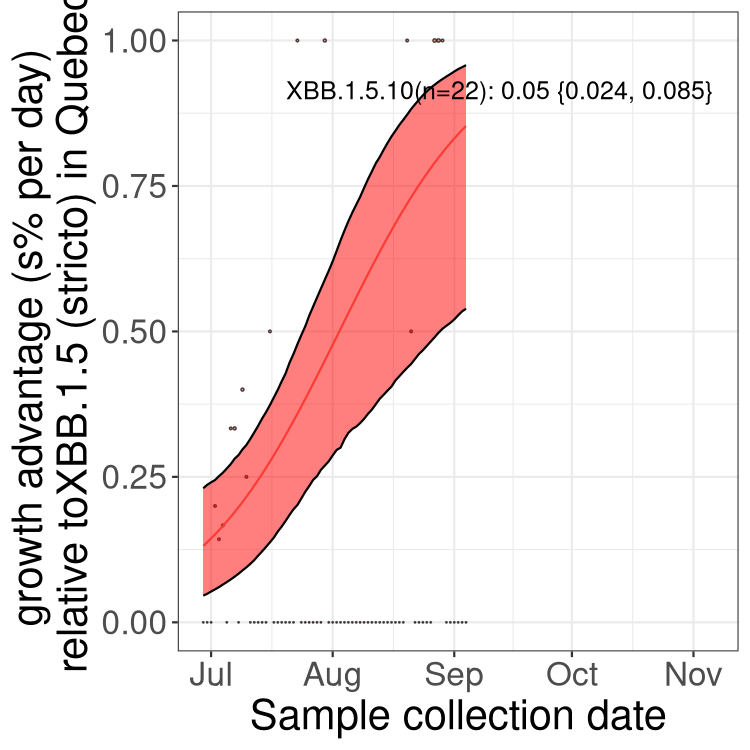 growth advantage (s% per day)
relative toXBB.1.5 (stricto) in Quebec
1.00
0.75
0.50
0.25
0.00
XBB.1.5.10(n=22): 0.05 {0.024, 0.085}
Jul Aug Sep Oct Nov
Sample collection date